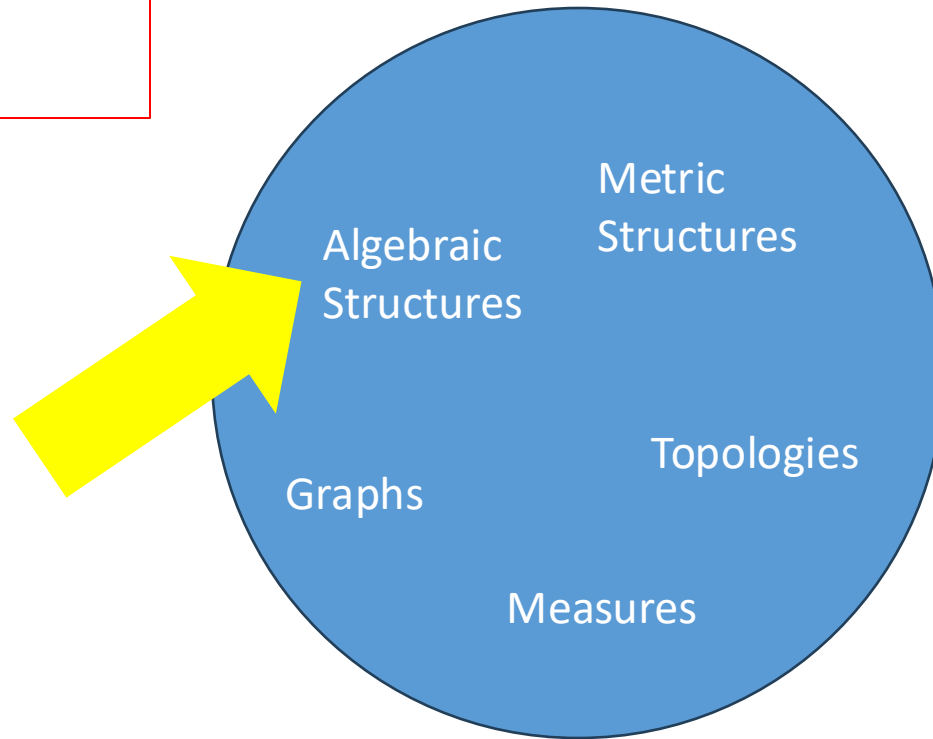 Metric
Structures
Algebraic
Structures
Topologies
Graphs
Measures